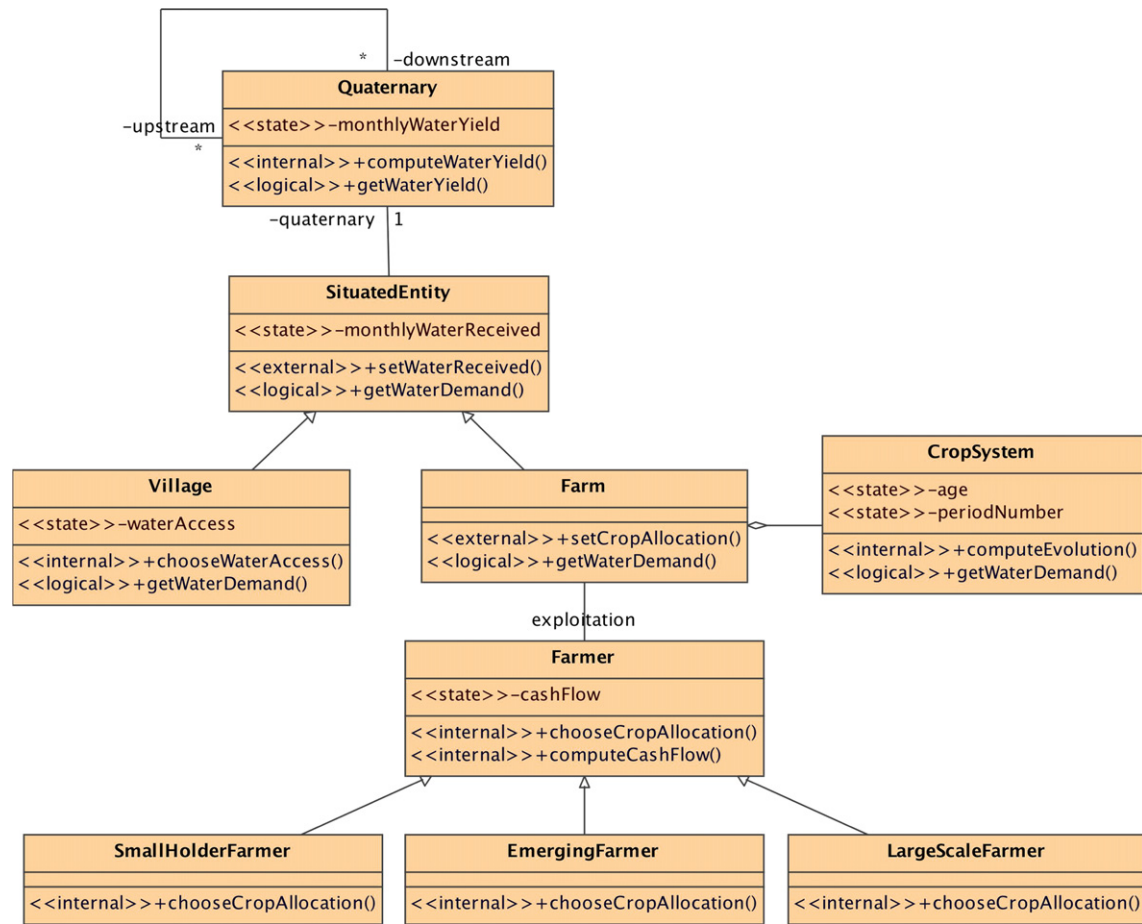 *
-downstream
Quaternary
<<state>>-monthlyWaterYield
-upstream
*
<<internal>>+computeWaterYield()
<<logical>>+getWaterYield()
-quaternary
1
SituatedEntity
<<state>>-monthlyWaterReceived
<<external>>+setWaterReceived()
<<logical>>+getWaterDemand()
Village
<<state>>-waterAccess
<<internal>>+chooseWaterAccess()
<<logical>>+getWaterDemand()
Farm
<<external>>+setCropAllocation()
<<logical>>+getWaterDemand()
CropSystem
<<state>>-age
<<state>>-periodNumber
<<internal>>+computeEvolution()
<<logical>>+getWaterDemand()
exploitation
Farmer
<<state>>-cashFlow
<<internal>>+chooseCropAllocation()
<<internal>>+computeCashFlow()
SmallHolderFarmer
<<internal>>+chooseCropAllocation()
EmergingFarmer
<<internal>>+chooseCropAllocation()
LargeScaleFarmer
<<internal>>+chooseCropAllocation()